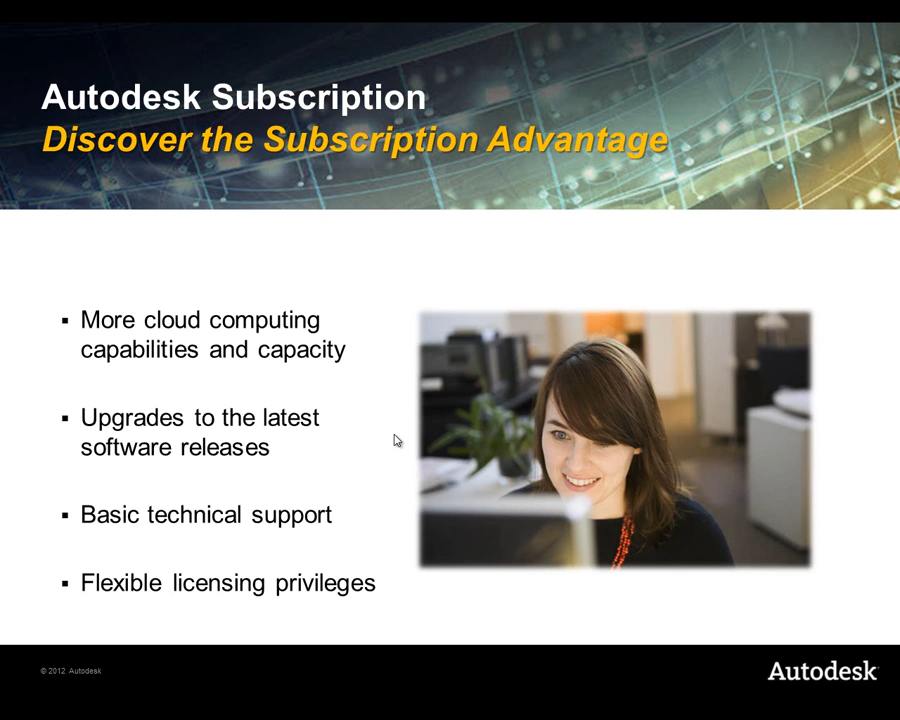 Autodesk Subscription
Discover the Subscription Advantage
▪ More cloud computing
capabilities and capacity
▪ Upgrades to the latest
software releases
▪ Basic technical support
▪ Flexible licensing privileges
© 2012 Autodesk
Autodesk